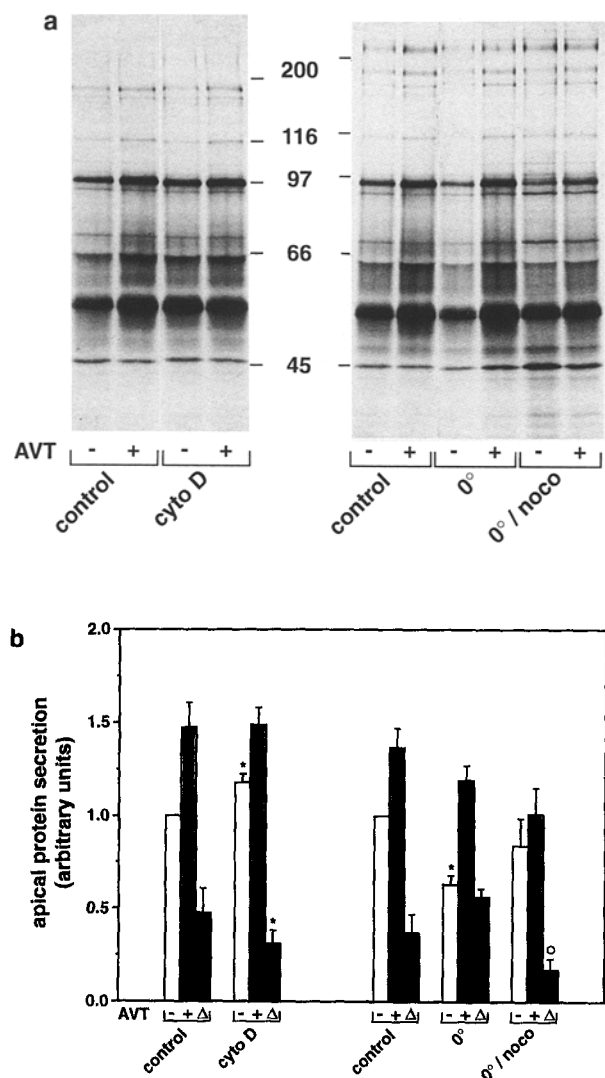 a
200
116
97
66
45
AVT - + - + - + - + - +
control cyto D control 0° 0° / noco
b
2.0
1.5
1.0
0.5
0.0
apical protein secretion
(arbitrary units)
* * * o
AVT - + Δ - + Δ - + Δ - + Δ - + Δ
control cyto D control 0° 0° / noco